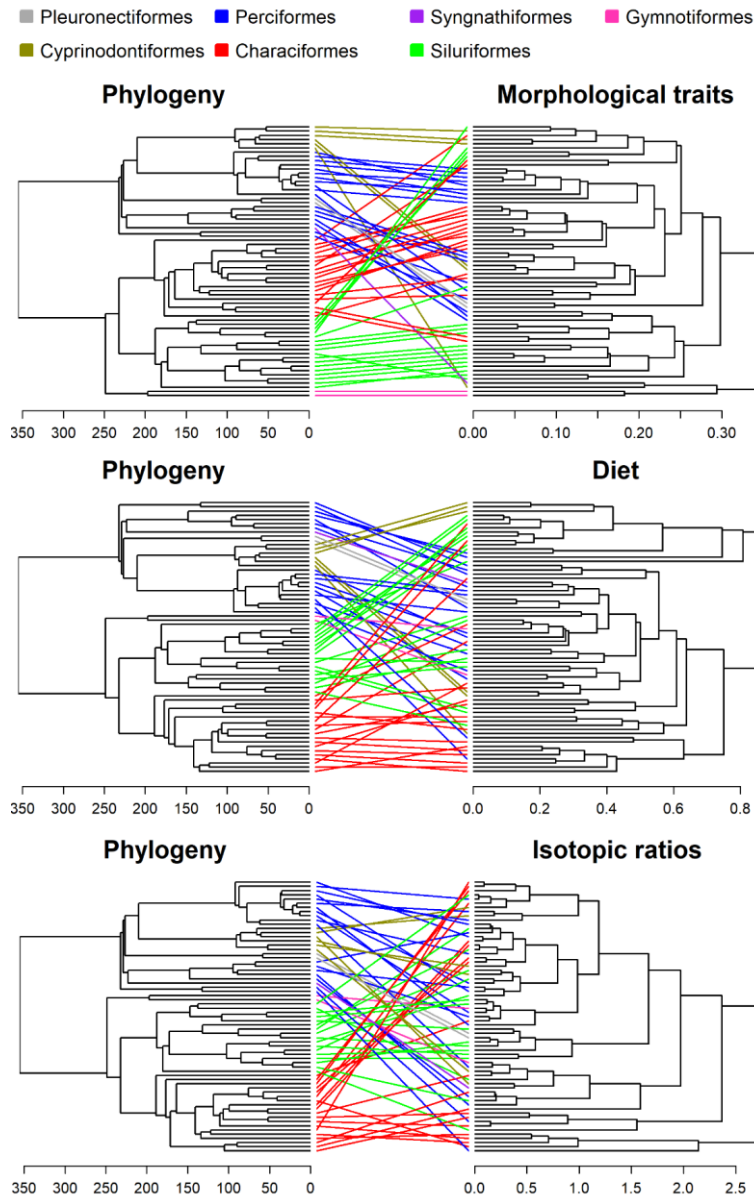 Pleuronectiformes Perciformes Syngnathiformes Gymnotiformes
Cyprinodontiformes Characiformes Siluriformes
Phylogeny Morphological traits
350 300 250 200 150 100 50 0 0.00 0.10 0.20 0.30
Phylogeny Diet
350 300 250 200 150 100 50 0 0.0 0.2 0.4 0.6 0.8
Phylogeny Isotopic ratios
350 300 250 200 150 100 50 0 0.0 0.5 1.0 1.5 2.0 2.5